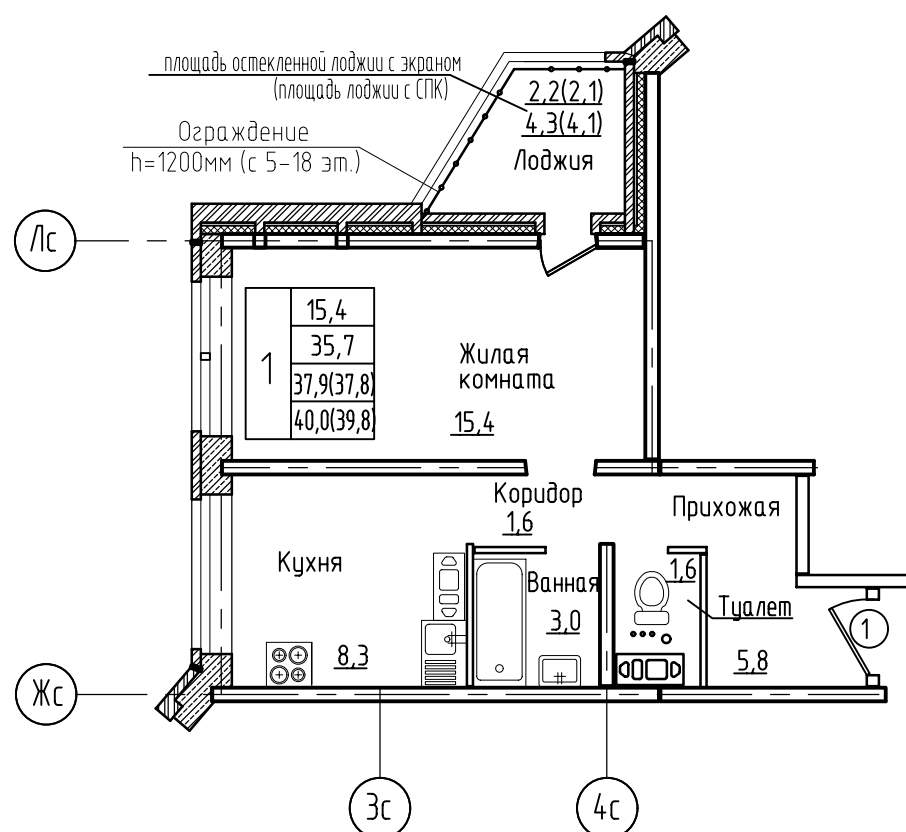 площадь остекленной лоджии с экраном
(площадь лоджии с СПК)
2,2(2,1)
4,3(4,1)
Лоджия
Ограждение
h=1200мм (с 5-18 эт.)
Лс
1
15,4
35,7
37,9(37,8)
40,0(39,8)
Жилая
комната
15,4
Коридор
1,6
Прихожая
Кухня
8,3
Ванная
3,0
1,6
Туалет
5,8
1
Жс
3с
4с